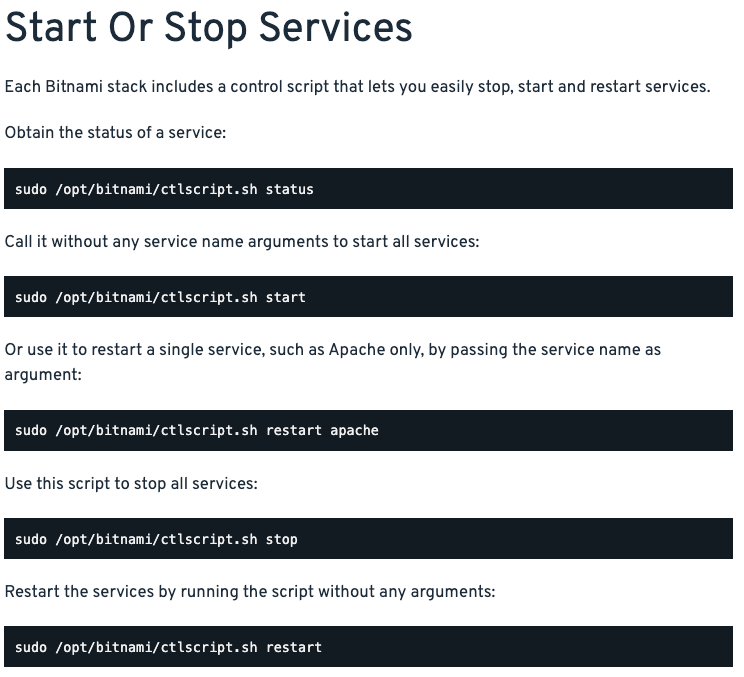 Start Or Stop Services
Each Bitnami stack includes a control script that lets you easily stop, start and restart services.
Obtain the status of a service:
sudo /opt/bitnami/ctlscript.sh status
Call it without any service name arguments to start all services:
sudo /opt/bitnami/ctlscript.sh start
Or use it to restart a single service, such as Apache only, by passing the service name as
argument:
sudo /opt/bitnami/ctlscript.sh restart apache
Use this script to stop all services:
sudo /opt/bitnami/ctlscript.sh stop
Restart the services by running the script without any arguments:
sudo /opt/bitnami/ctlscript.sh restart